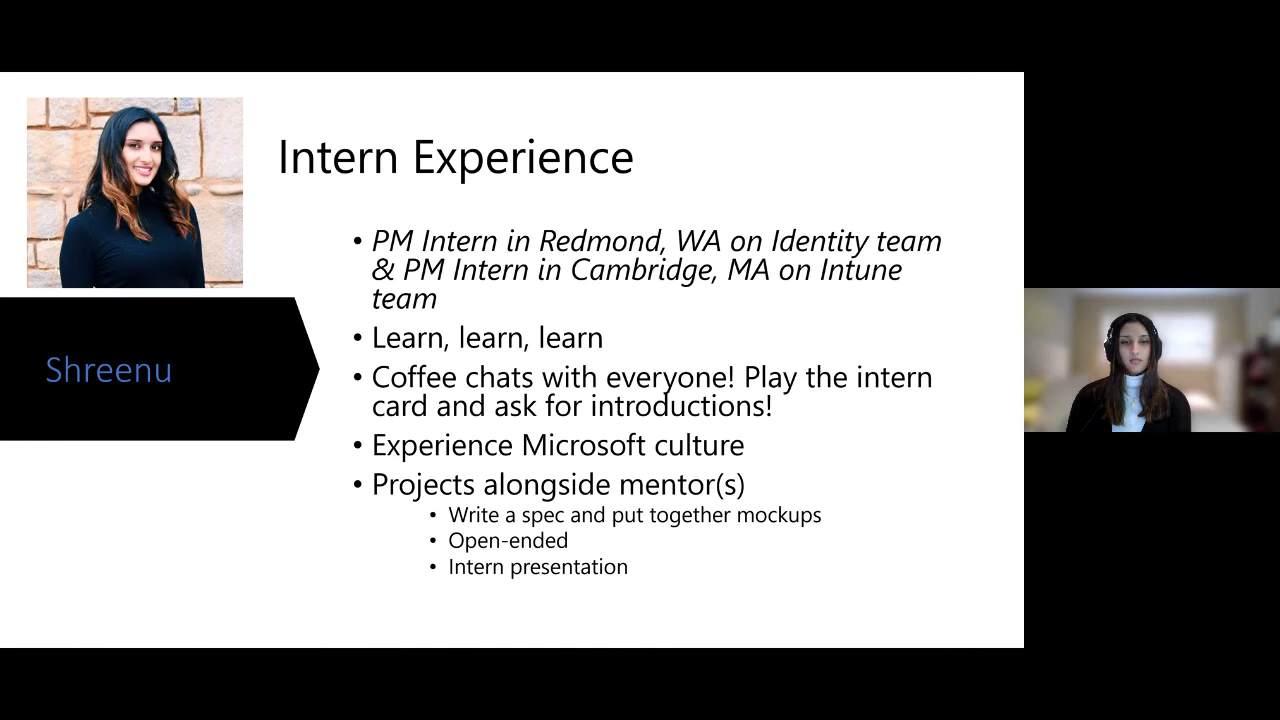 Intern Experience
• PM Intern in Redmond, WA on Identity team
& PM Intern in Cambridge, MA on Intune
team
• Learn, learn, learn
Shreenu
• Coffee chats with everyone! Play the intern
card and ask for introductions!
• Experience Microsoft culture
• Projects alongside mentor(s)
• Write a spec and put together mockups
• Open-ended
• Intern presentation